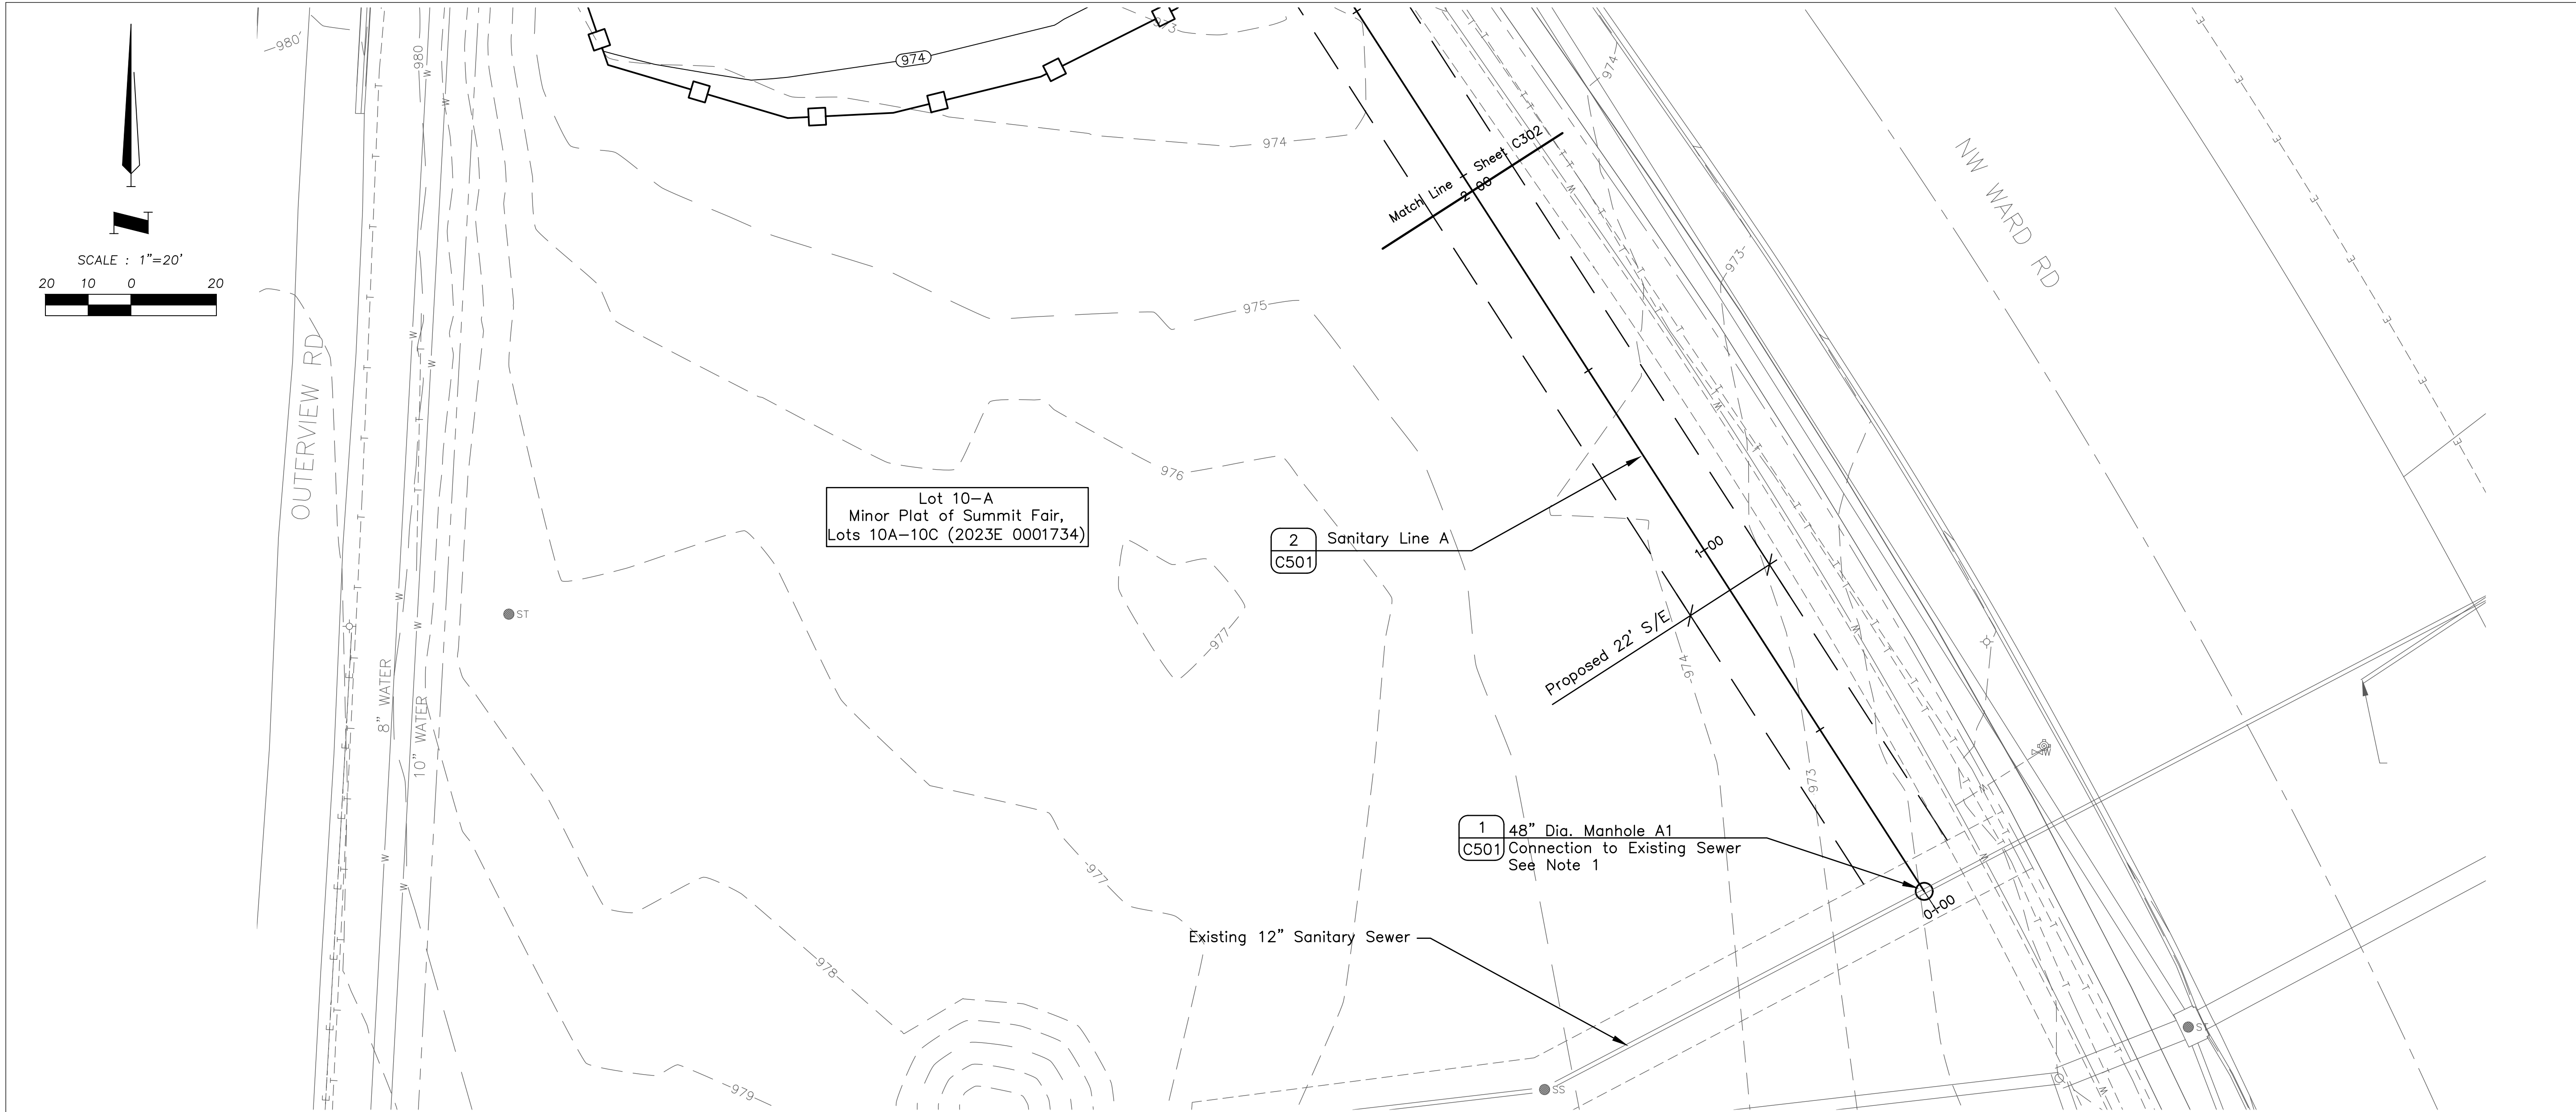 980'
980
W
W
974
973
974
974
N
SCALE : 1"=20'
20 10 0 20
OUTERVIEW RD
8" WATER
10" WATER
ST
Match Line - Sheet C302
2+00
NW WARD RD
973
975
976
977
Lot 10-A
Minor Plat of Summit Fair,
Lots 10A-10C (2023E 0001734)
2
C501
Sanitary Line A
1+00
Proposed 22' S/E
974
973
1
C501
48" Dia. Manhole A1
Connection to Existing Sewer
See Note 1
0+00
Existing 12" Sanitary Sewer
977
978
979
SS
ST
W
T
E